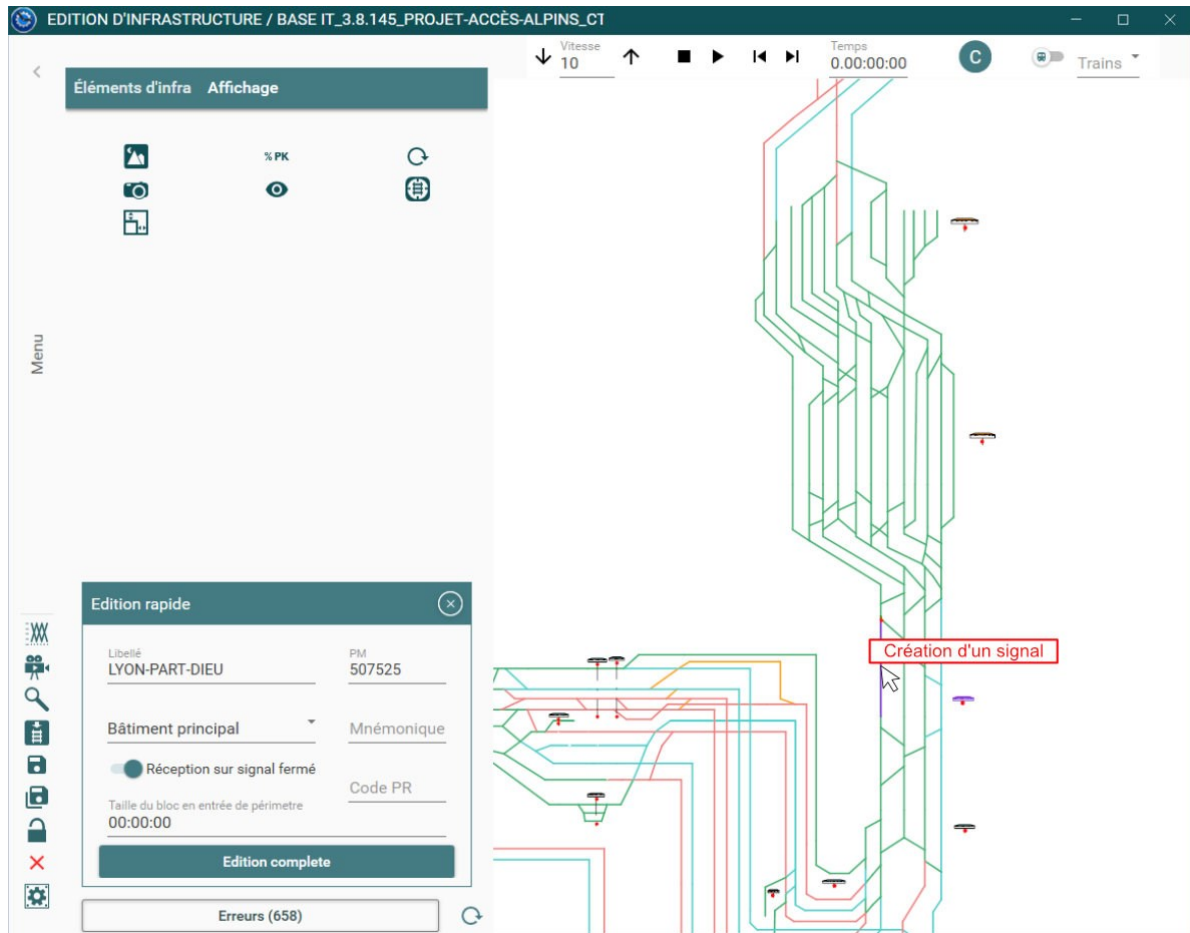 EDITION D'INFRASTRUCTURE / BASE IT_3.8.145_PROJET-ACCÈS-ALPINS_CT
Vitesse
10
Temps
0.00:00:00
C
Trains
Éléments d'infra Affichage
% PK
Menu
Edition rapide
Libellé
LYON-PART-DIEU
PM
507525
Bâtiment principal
Mnémonique
Réception sur signal fermé
Code PR
Taille du bloc en entrée de périmetre
00:00:00
Edition complete
Erreurs (658)
Création d'un signal